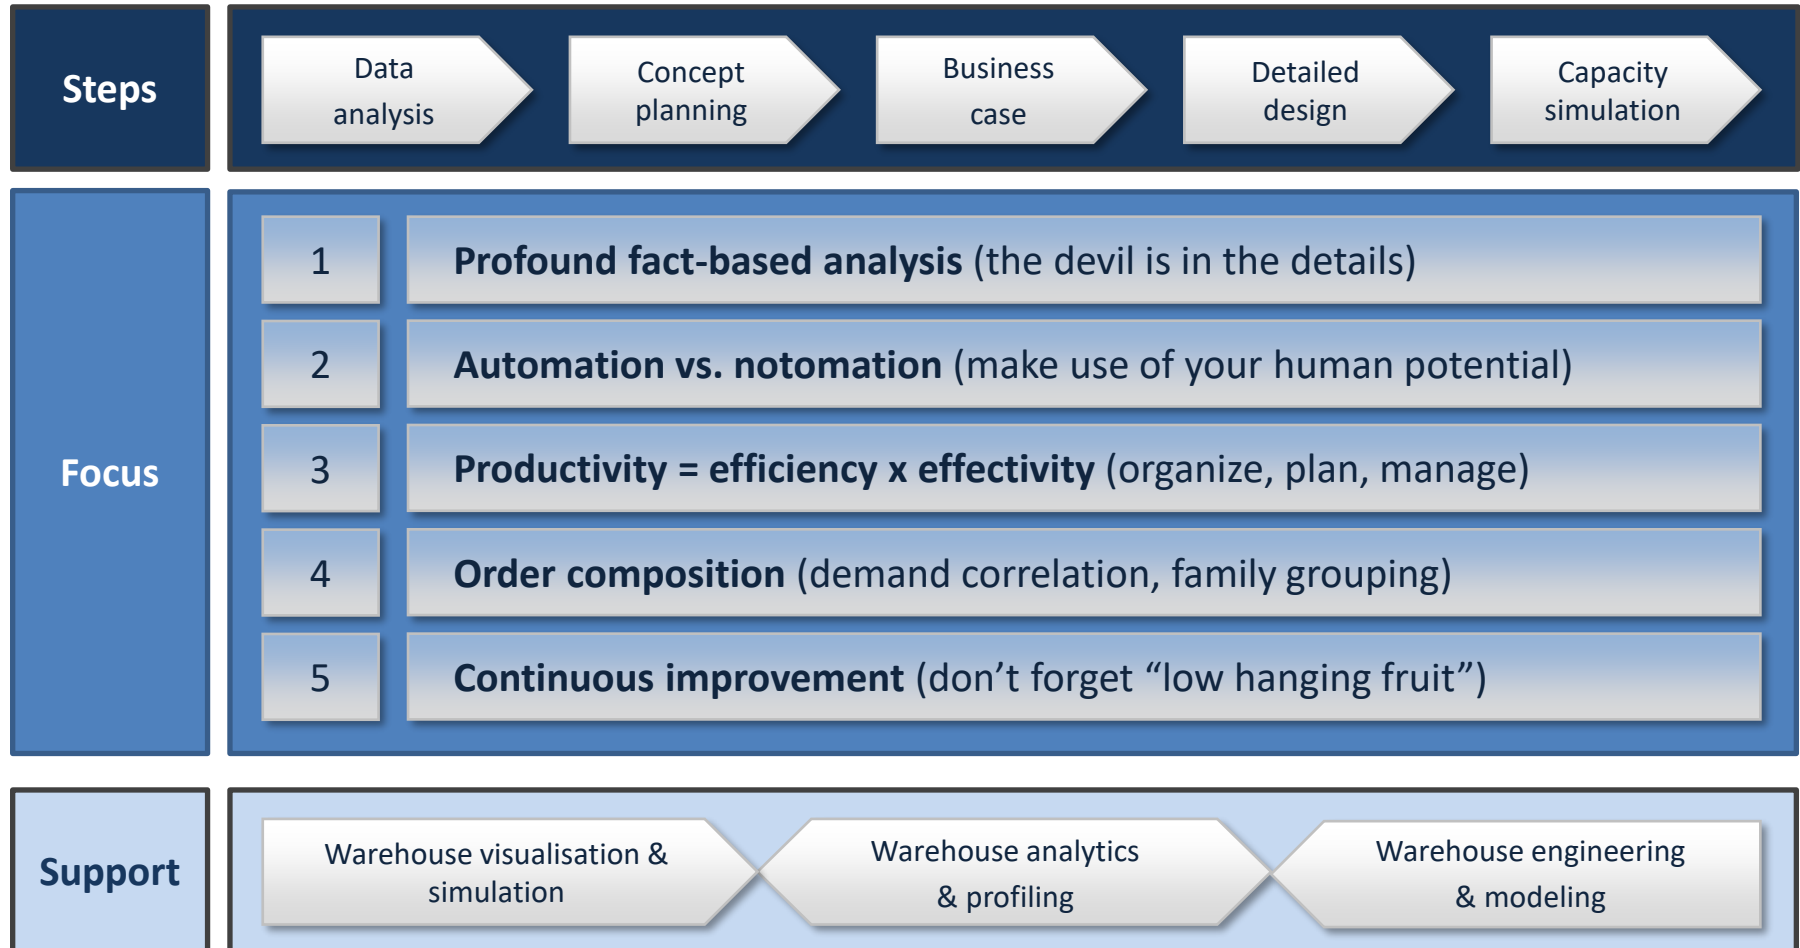 Steps
Data
analysis
Concept
planning
Business
case
Detailed
design
Capacity
simulation
Focus
1
Profound fact-based analysis (the devil is in the details)
2
Automation vs. notomation (make use of your human potential)
3
Productivity = efficiency x effectivity (organize, plan, manage)
4
Order composition (demand correlation, family grouping)
5
Continuous improvement (don’t forget “low hanging fruit”)
Support
Warehouse visualisation &
simulation
Warehouse analytics
& profiling
Warehouse engineering
& modeling